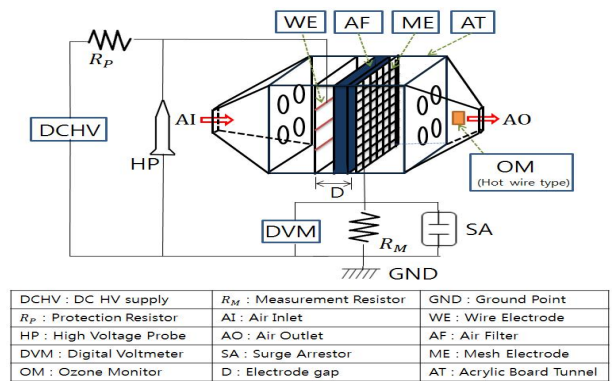 WE AF ME AT
R_P
DCHV
AI
AO
HP
OM
(Hot wire type)
D
DVM
R_M
SA
GND
DCHV : DC HV supply R_M : Measurement Resistor GND : Ground Point
R_P : Protection Resistor AI : Air Inlet WE : Wire Electrode
HP : High Voltage Probe AO : Air Outlet AF : Air Filter
DVM : Digital Voltmeter SA : Surge Arrestor ME : Mesh Electrode
OM : Ozone Monitor D : Electrode gap AT : Acrylic Board Tunnel